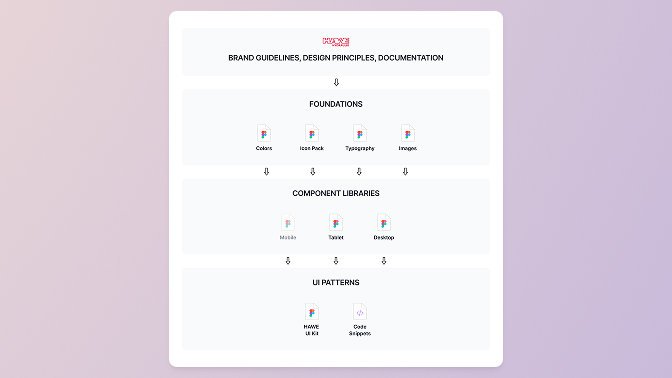 HAWE
BRAND GUIDELINES, DESIGN PRINCIPLES, DOCUMENTATION
FOUNDATIONS
Colors
Icon Pack
Typography
Images
COMPONENT LIBRARIES
Mobile
Tablet
Desktop
UI PATTERNS
HAWE
UI Kit
Code
Snippets